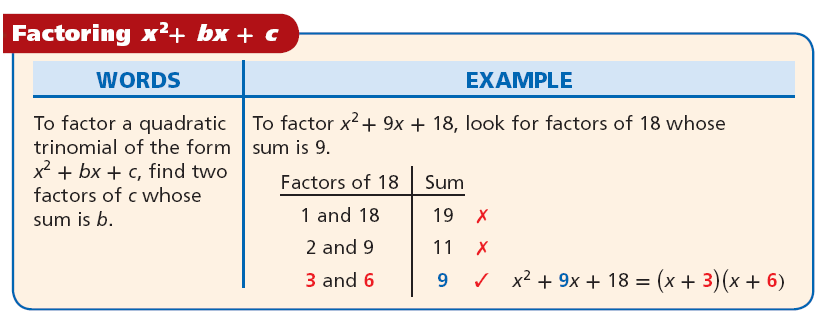 Factoring x²+ bx + c
WORDS
EXAMPLE
To factor a quadratic
trinomial of the form
x² + bx + c, find two
factors of c whose
sum is b.
To factor x² + 9x + 18, look for factors of 18 whose
sum is 9.
Factors of 18 Sum
1 and 18 19 ✗
2 and 9 11 ✗
3 and 6 9 ✓ x² + 9x + 18 = (x + 3)(x + 6)